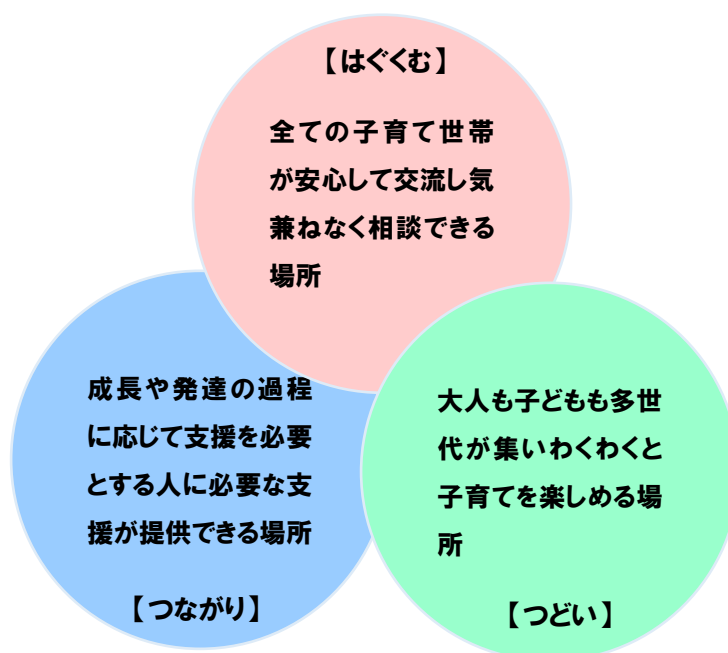 【はぐくむ】
全ての子育て世帯
が安心して交流し気
兼ねなく相談できる
場所
成長や発達の過程
に応じて支援を必要
とする人に必要な支
援が提供できる場所
【つながり】
大人も子どもも多世
代が集いわくわくと
子育てを楽しめる場
所
【つどい】